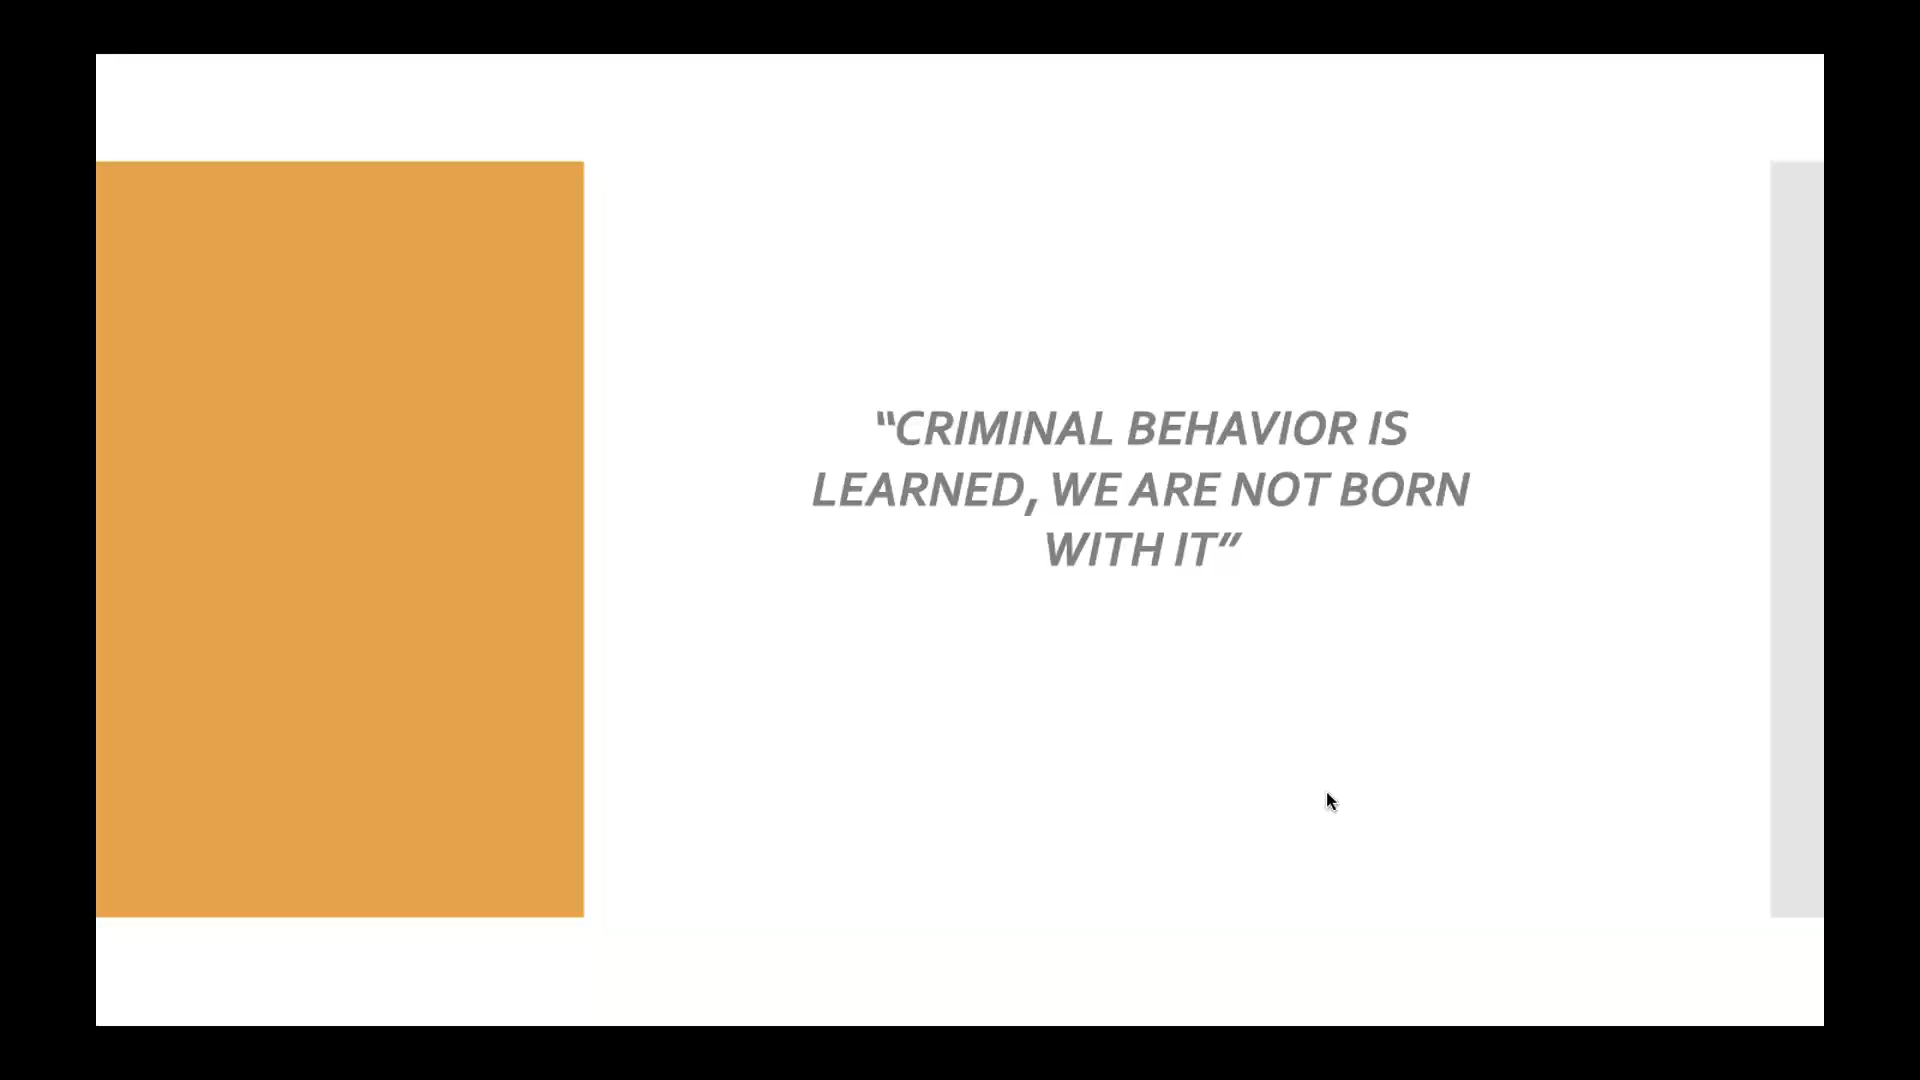 “CRIMINAL BEHAVIOR IS
LEARNED, WE ARE NOT BORN
WITH IT”